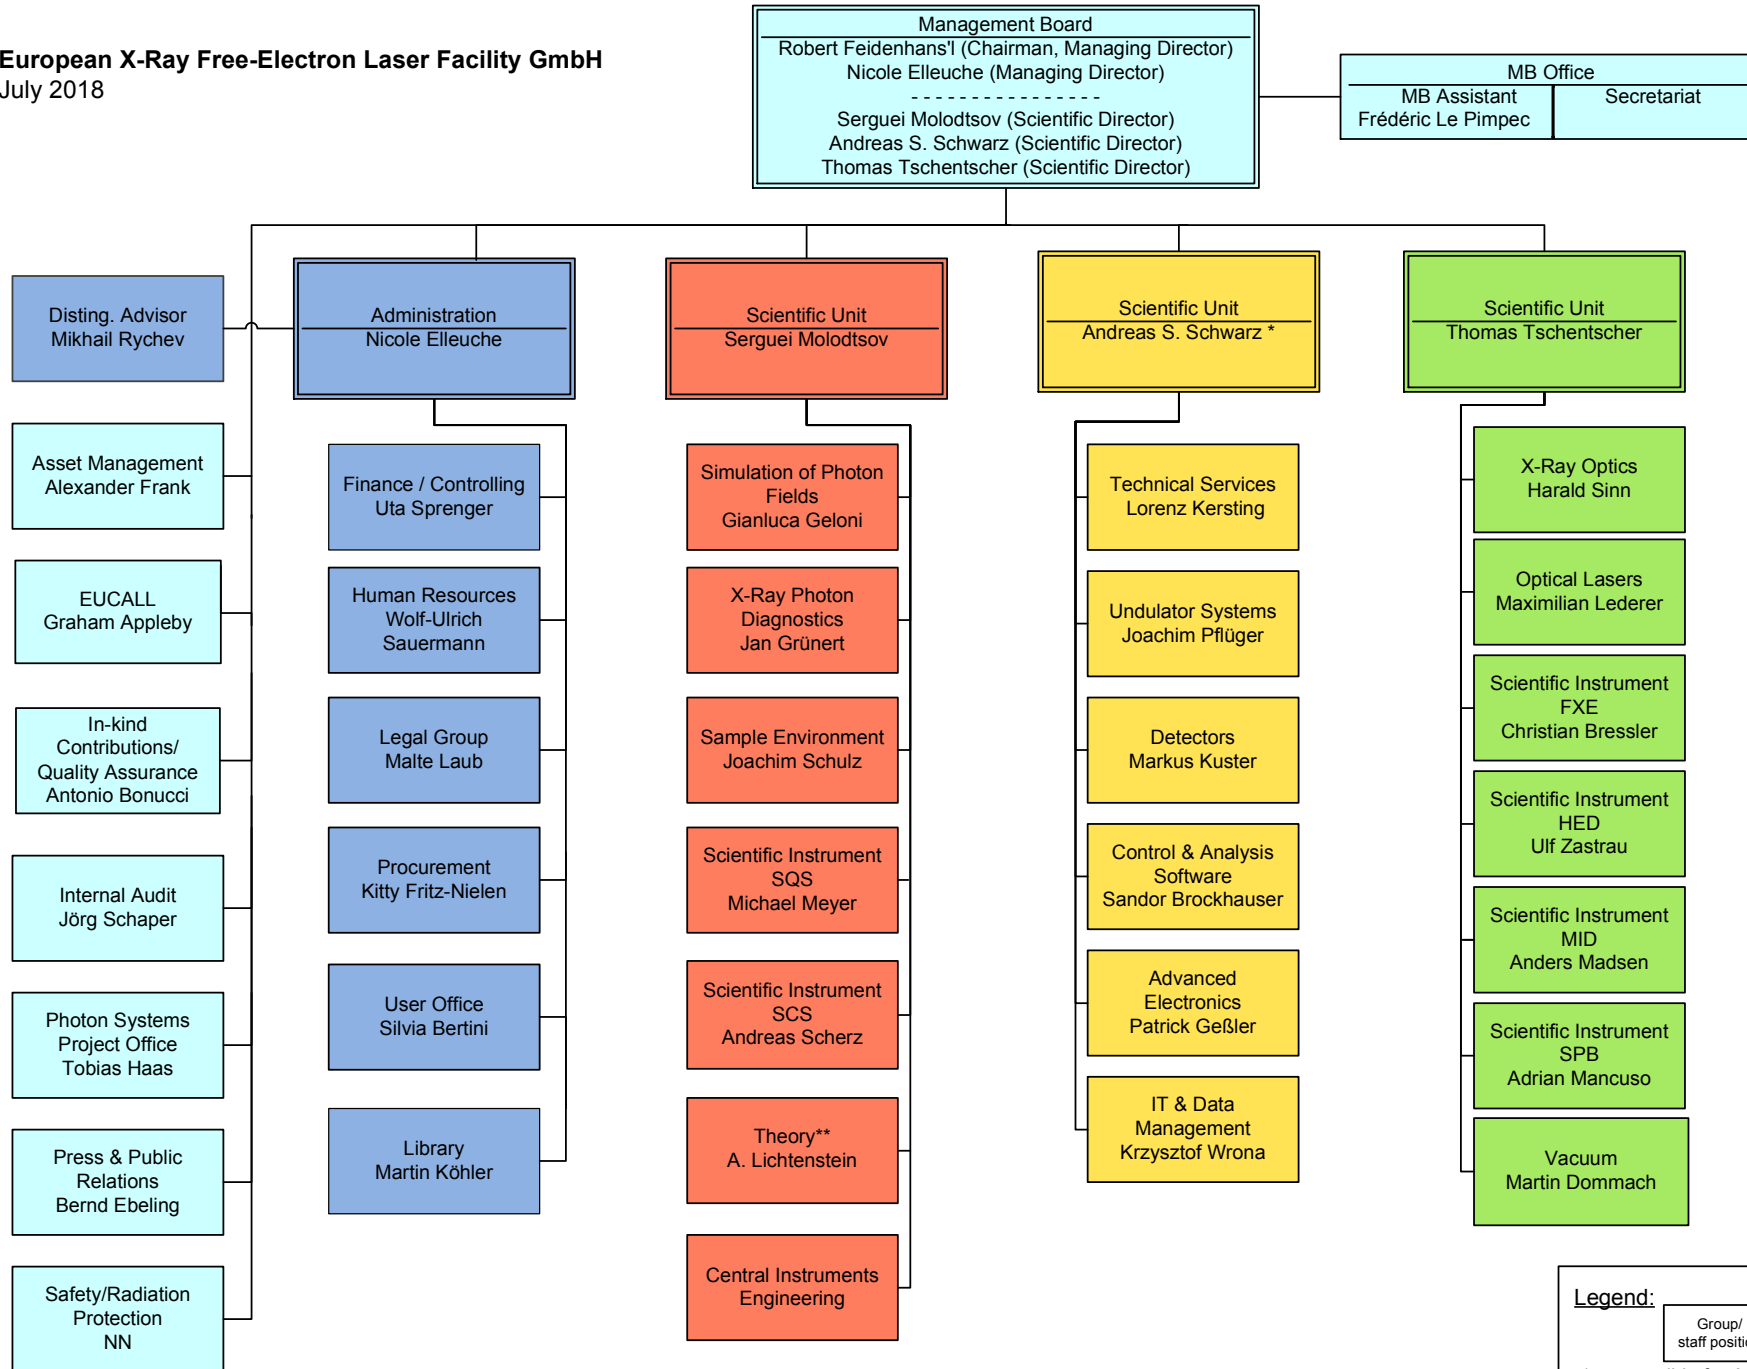 European X-Ray Free-Electron Laser Facility GmbH
July 2018
Management Board
Robert Feidenhans'l (Chairman, Managing Director)
Nicole Elleuche (Managing Director)
- - - - - - - - - - - - - - - -
Serguei Molodtsov (Scientific Director)
Andreas S. Schwarz (Scientific Director)
Thomas Tschentscher (Scientific Director)
MB Office
MB Assistant
Frédéric Le Pimpec
Secretariat
Disting. Advisor
Mikhail Rychev
Administration
Nicole Elleuche
Scientific Unit
Serguei Molodtsov
Scientific Unit
Andreas S. Schwarz *
Scientific Unit
Thomas Tschentscher
Asset Management
Alexander Frank
EUCALL
Graham Appleby
In-kind
Contributions/
Quality Assurance
Antonio Bonucci
Internal Audit
Jörg Schaper
Photon Systems
Project Office
Tobias Haas
Press & Public
Relations
Bernd Ebeling
Safety/Radiation
Protection
NN
Finance / Controlling
Uta Sprenger
Human Resources
Wolf-Ulrich
Sauermann
Legal Group
Malte Laub
Procurement
Kitty Fritz-Nielen
User Office
Silvia Bertini
Library
Martin Köhler
Simulation of Photon
Fields
Gianluca Geloni
X-Ray Photon
Diagnostics
Jan Grünert
Sample Environment
Joachim Schulz
Scientific Instrument
SQS
Michael Meyer
Scientific Instrument
SCS
Andreas Scherz
Theory**
A. Lichtenstein
Central Instruments
Engineering
Technical Services
Lorenz Kersting
Undulator Systems
Joachim Pflüger
Detectors
Markus Kuster
Control & Analysis
Software
Sandor Brockhauser
Advanced
Electronics
Patrick Geßler
IT & Data
Management
Krzysztof Wrona
X-Ray Optics
Harald Sinn
Optical Lasers
Maximilian Lederer
Scientific Instrument
FXE
Christian Bressler
Scientific Instrument
HED
Ulf Zastrau
Scientific Instrument
MID
Anders Madsen
Scientific Instrument
SPB
Adrian Mancuso
Vacuum
Martin Dommach
Legend:
Group/
staff positi